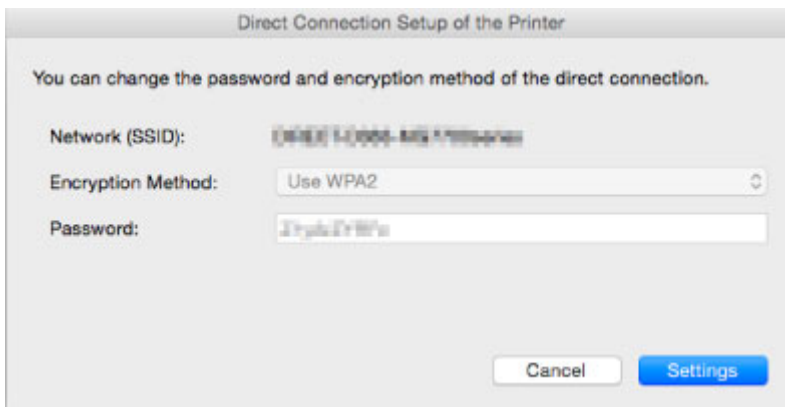 Direct Connection Setup of the Printer
You can change the password and encryption method of the direct connection.
Network (SSID):
Encryption Method: Use WPA2
Password:
Cancel Settings